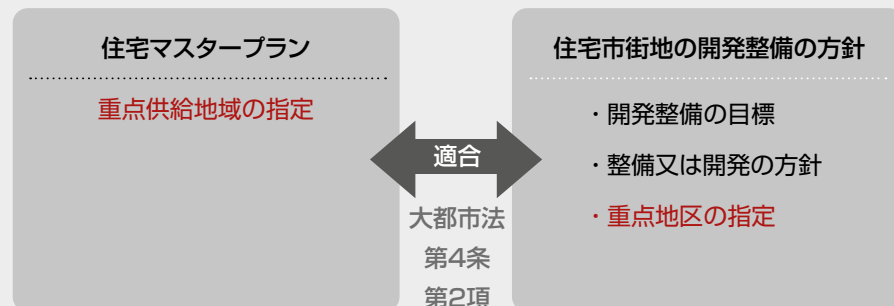 住宅マスタープラン
重点供給地域の指定
適合
大都市法
第4条
第2項
住宅市街地の開発整備の方針
・開発整備の目標
・整備又は開発の方針
・重点地区の指定